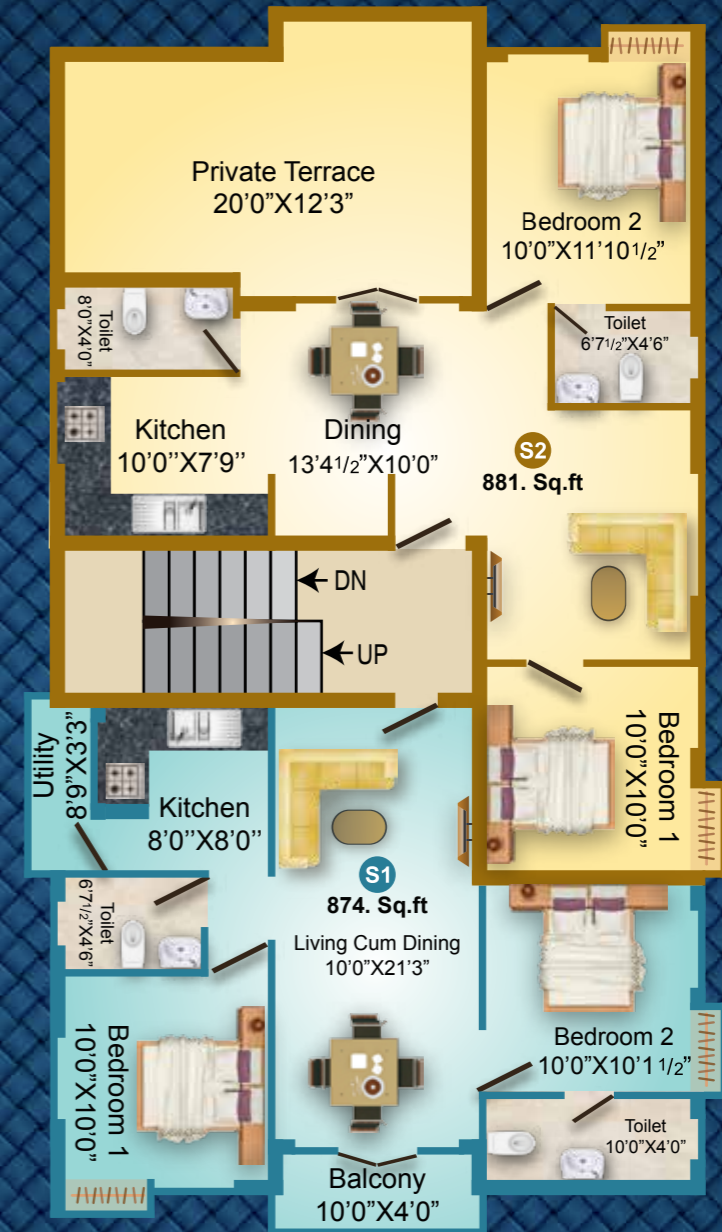 Private Terrace
20’0”X12’3”
Bedroom 2
10’0”X11’10 1/2”
Toilet
8’0”X4’0”
Toilet
6’7 1/2”X4’6”
Kitchen
10’0’’X7’9’’
Dining
13’4 1/2”X10’0”
S2
881. Sq.ft
DN
UP
Bedroom 1
10’0”X10’0”
Utility
6’8”X3’3”
Kitchen
8’0’’X8’0’’
S1
874. Sq.ft
Toilet
6’7 1/2”X4’6”
Living Cum Dining
10’0”X21’3”
Bedroom 1
10’0”X10’0”
Bedroom 2
10’0”X10’1 1/2”
Toilet
10’0”X4’0”
Balcony
10’0”X4’0”